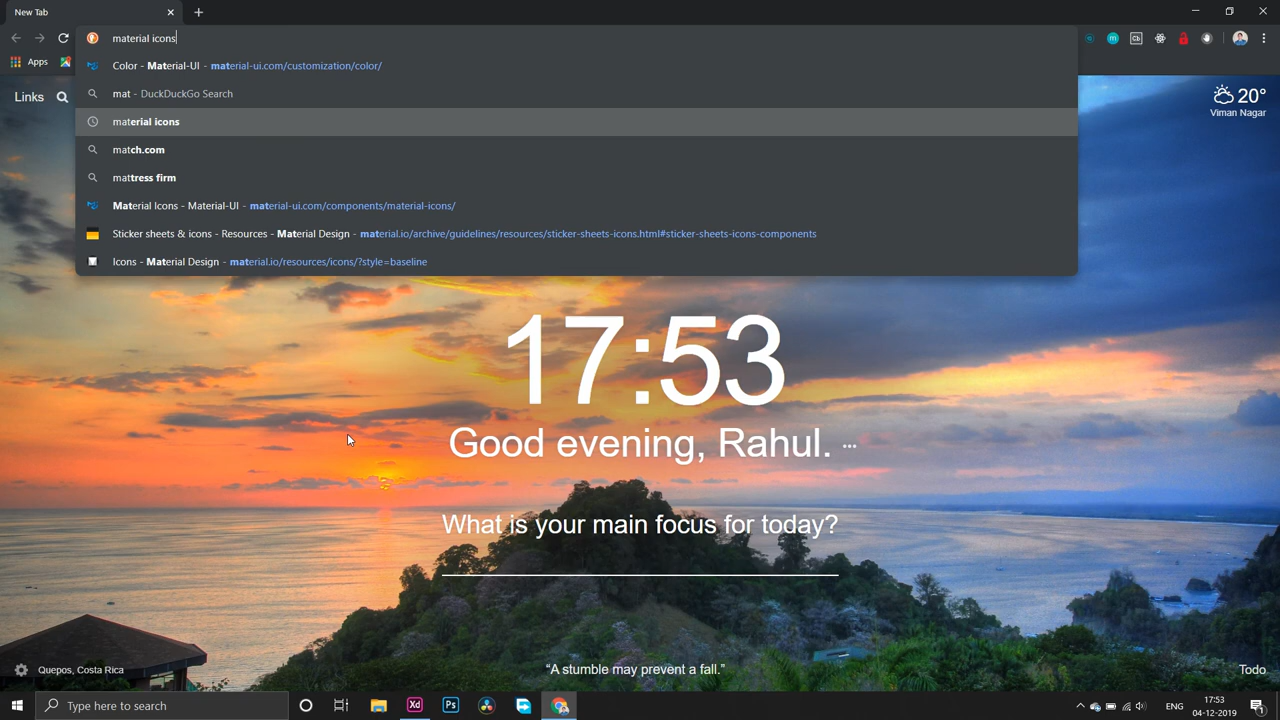 New Tab
material icons
Apps
Color - Material-UI - material-ui.com/customization/color/
mat - DuckDuckGo Search
material icons
match.com
mattress firm
Material Icons - Material-UI - material-ui.com/components/material-icons/
Sticker sheets & icons - Resources - Material Design - material.io/archive/guidelines/resources/sticker-sheets-icons.html#sticker-sheets-icons-components
Icons - Material Design - material.io/resources/icons/?style=baseline
Links
20°
Viman Nagar
17:53
Good evening, Rahul.
What is your main focus for today?
Quepos, Costa Rica
“A stumble may prevent a fall.”
Todo
Type here to search
Xd
Ps
ENG
17:53
04-12-2019